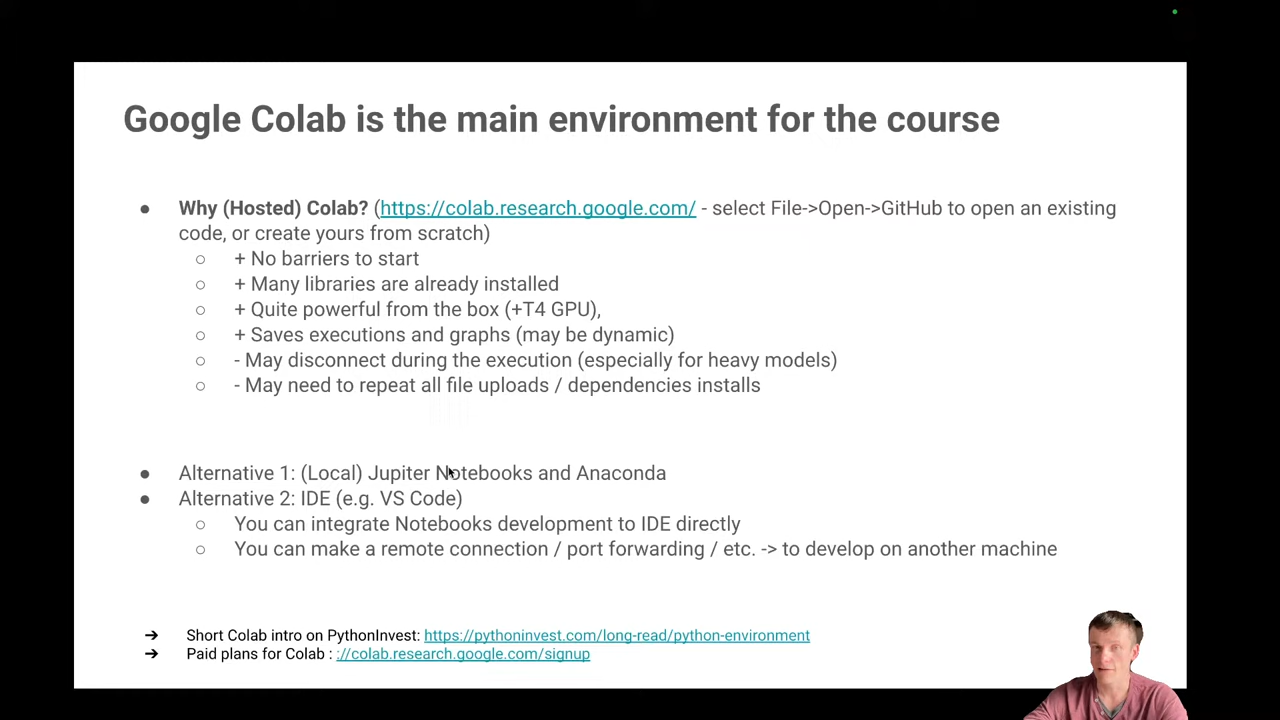 Google Colab is the main environment for the course
● Why (Hosted) Colab? (https://colab.research.google.com/ - select File->Open->GitHub to open an existing
code, or create yours from scratch)
○ + No barriers to start
○ + Many libraries are already installed
○ + Quite powerful from the box (+T4 GPU),
○ + Saves executions and graphs (may be dynamic)
○ - May disconnect during the execution (especially for heavy models)
○ - May need to repeat all file uploads / dependencies installs
● Alternative 1: (Local) Jupiter Notebooks and Anaconda
● Alternative 2: IDE (e.g. VS Code)
○ You can integrate Notebooks development to IDE directly
○ You can make a remote connection / port forwarding / etc. -> to develop on another machine
➔ Short Colab intro on PythonInvest: https://pythoninvest.com/long-read/python-environment
➔ Paid plans for Colab : ://colab.research.google.com/signup